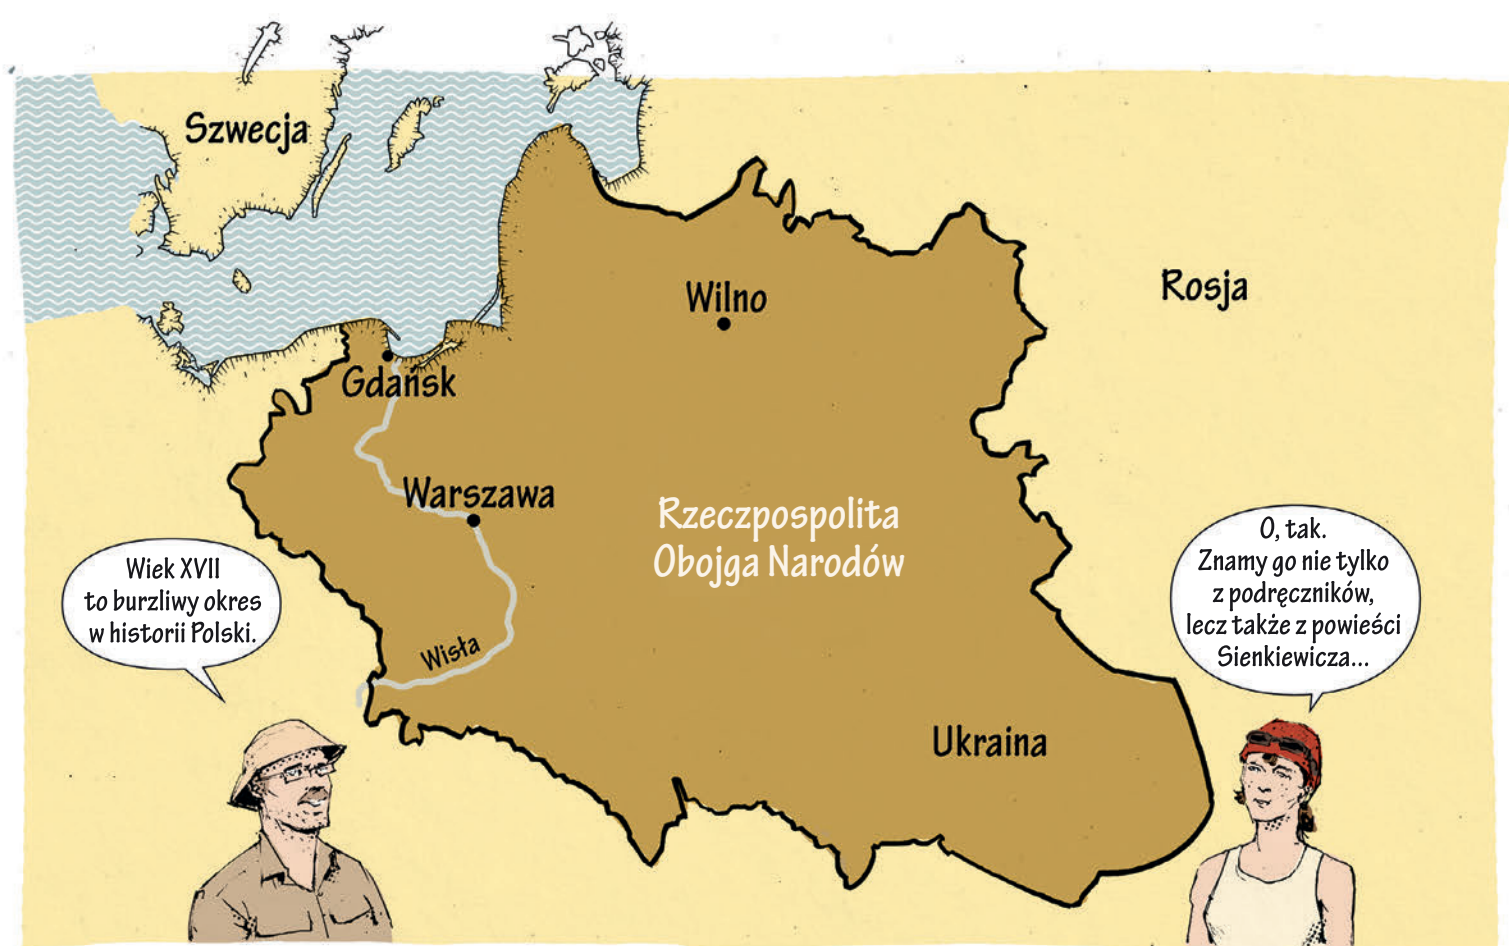 Szwecja
Rosja
Wilno
Gdańsk
Warszawa
Rzeczpospolita
Obojga Narodów
Wisła
Ukraina
Wiek XVII
to burzliwy okres
w historii Polski.
O, tak.
Znamy go nie tylko
z podręczników,
lecz także z powieści
Sienkiewicza...